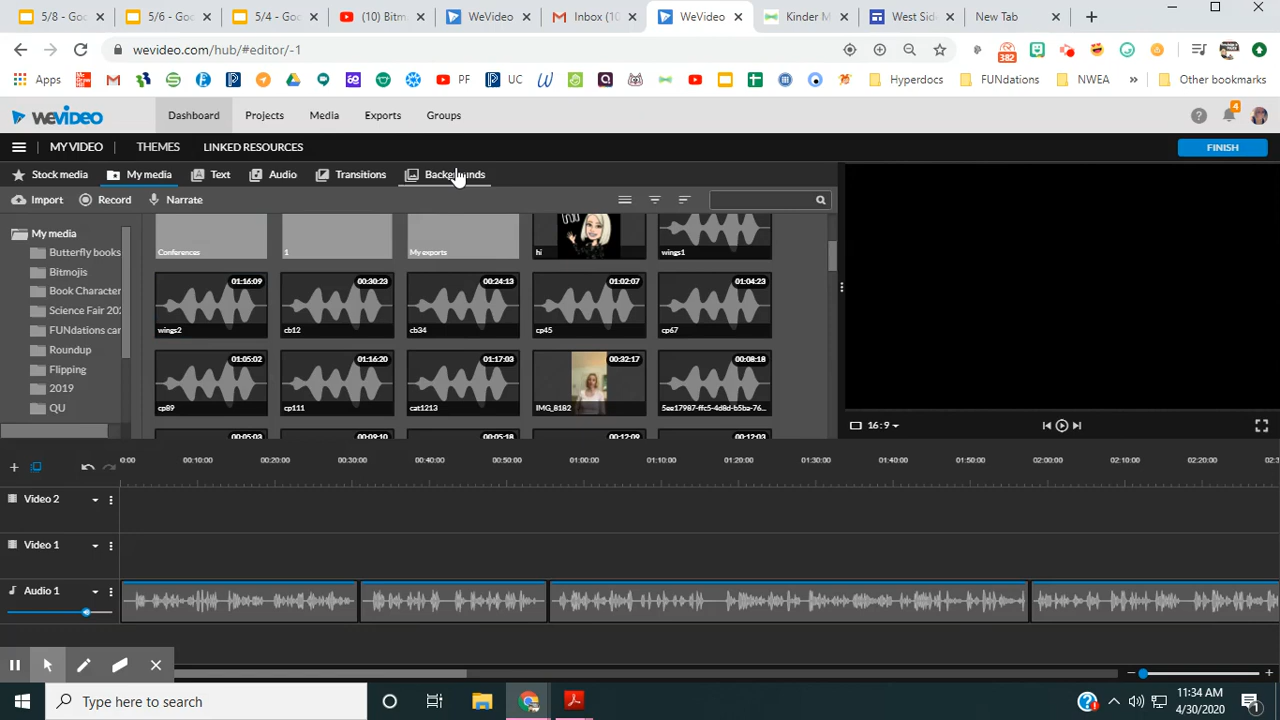 5/8 - Goo
5/6 - Goo
5/4 - Goo
(10) Bitm
WeVideo
Inbox (10
WeVideo
Kinder M
West Sid
New Tab
wevideo.com/hub/#editor/-1
382
Apps
PF
UC
Hyperdocs
FUNdations
NWEA
Other bookmarks
wevideo
Dashboard
Projects
Media
Exports
Groups
4
MY VIDEO
THEMES
LINKED RESOURCES
FINISH
Stock media
My media
Text
Audio
Transitions
Backgrounds
Import
Record
Narrate
My media
Butterfly books
Bitmojis
Book Character
Science Fair 202
FUNdations car
Roundup
Flipping
2019
QU
Conferences
1
My exports
hi
wings1
01:16:09
00:30:23
00:24:13
01:02:07
01:04:23
wings2
cb12
cb34
cp45
cp67
01:05:02
01:16:20
01:17:03
00:32:17
00:08:18
cp89
cp111
cat1213
IMG_8182
5ee17987-ffc5-4d8d-b5ba-76...
00:05:03
00:09:10
00:05:18
00:12:09
00:12:03
16:9
0:00
00:10:00
00:20:00
00:30:00
00:40:00
00:50:00
01:00:00
01:10:00
01:20:00
01:30:00
01:40:00
01:50:00
02:00:00
02:10:00
02:20:00
02:3
Video 2
Video 1
Audio 1
Type here to search
11:34 AM
4/30/2020
1